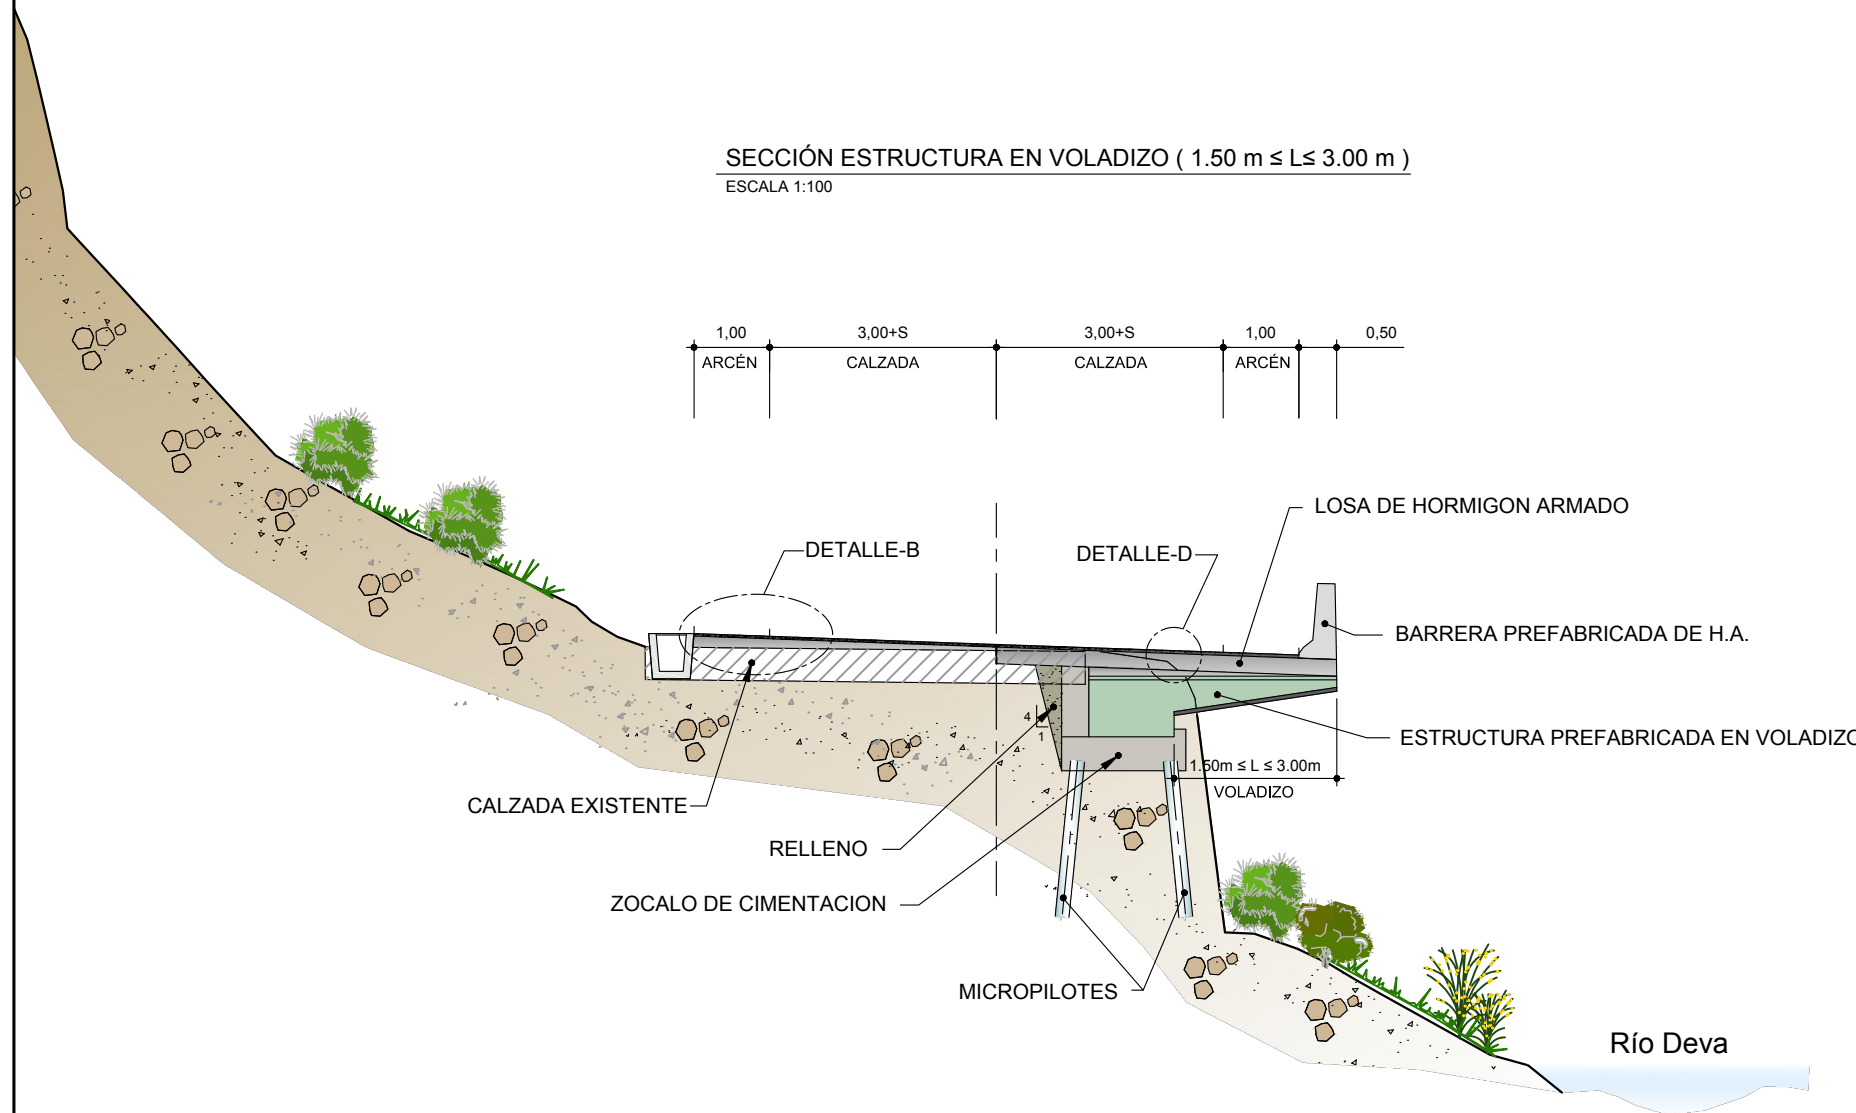 SECCIÓN ESTRUCTURA EN VOLADIZO ( 1.50 m ≤ L≤ 3.00 m )
ESCALA 1:100
1,00 3,00+S 3,00+S 1,00 0,50
ARCÉN CALZADA CALZADA ARCÉN
LOSA DE HORMIGON ARMADO
DETALLE-B
DETALLE-D
BARRERA PREFABRICADA DE H.A.
4
1
ESTRUCTURA PREFABRICADA EN VOLADIZO
1.50m ≤ L ≤ 3.00m
VOLADIZO
CALZADA EXISTENTE
RELLENO
ZOCALO DE CIMENTACION
MICROPILOTES
Río Deva